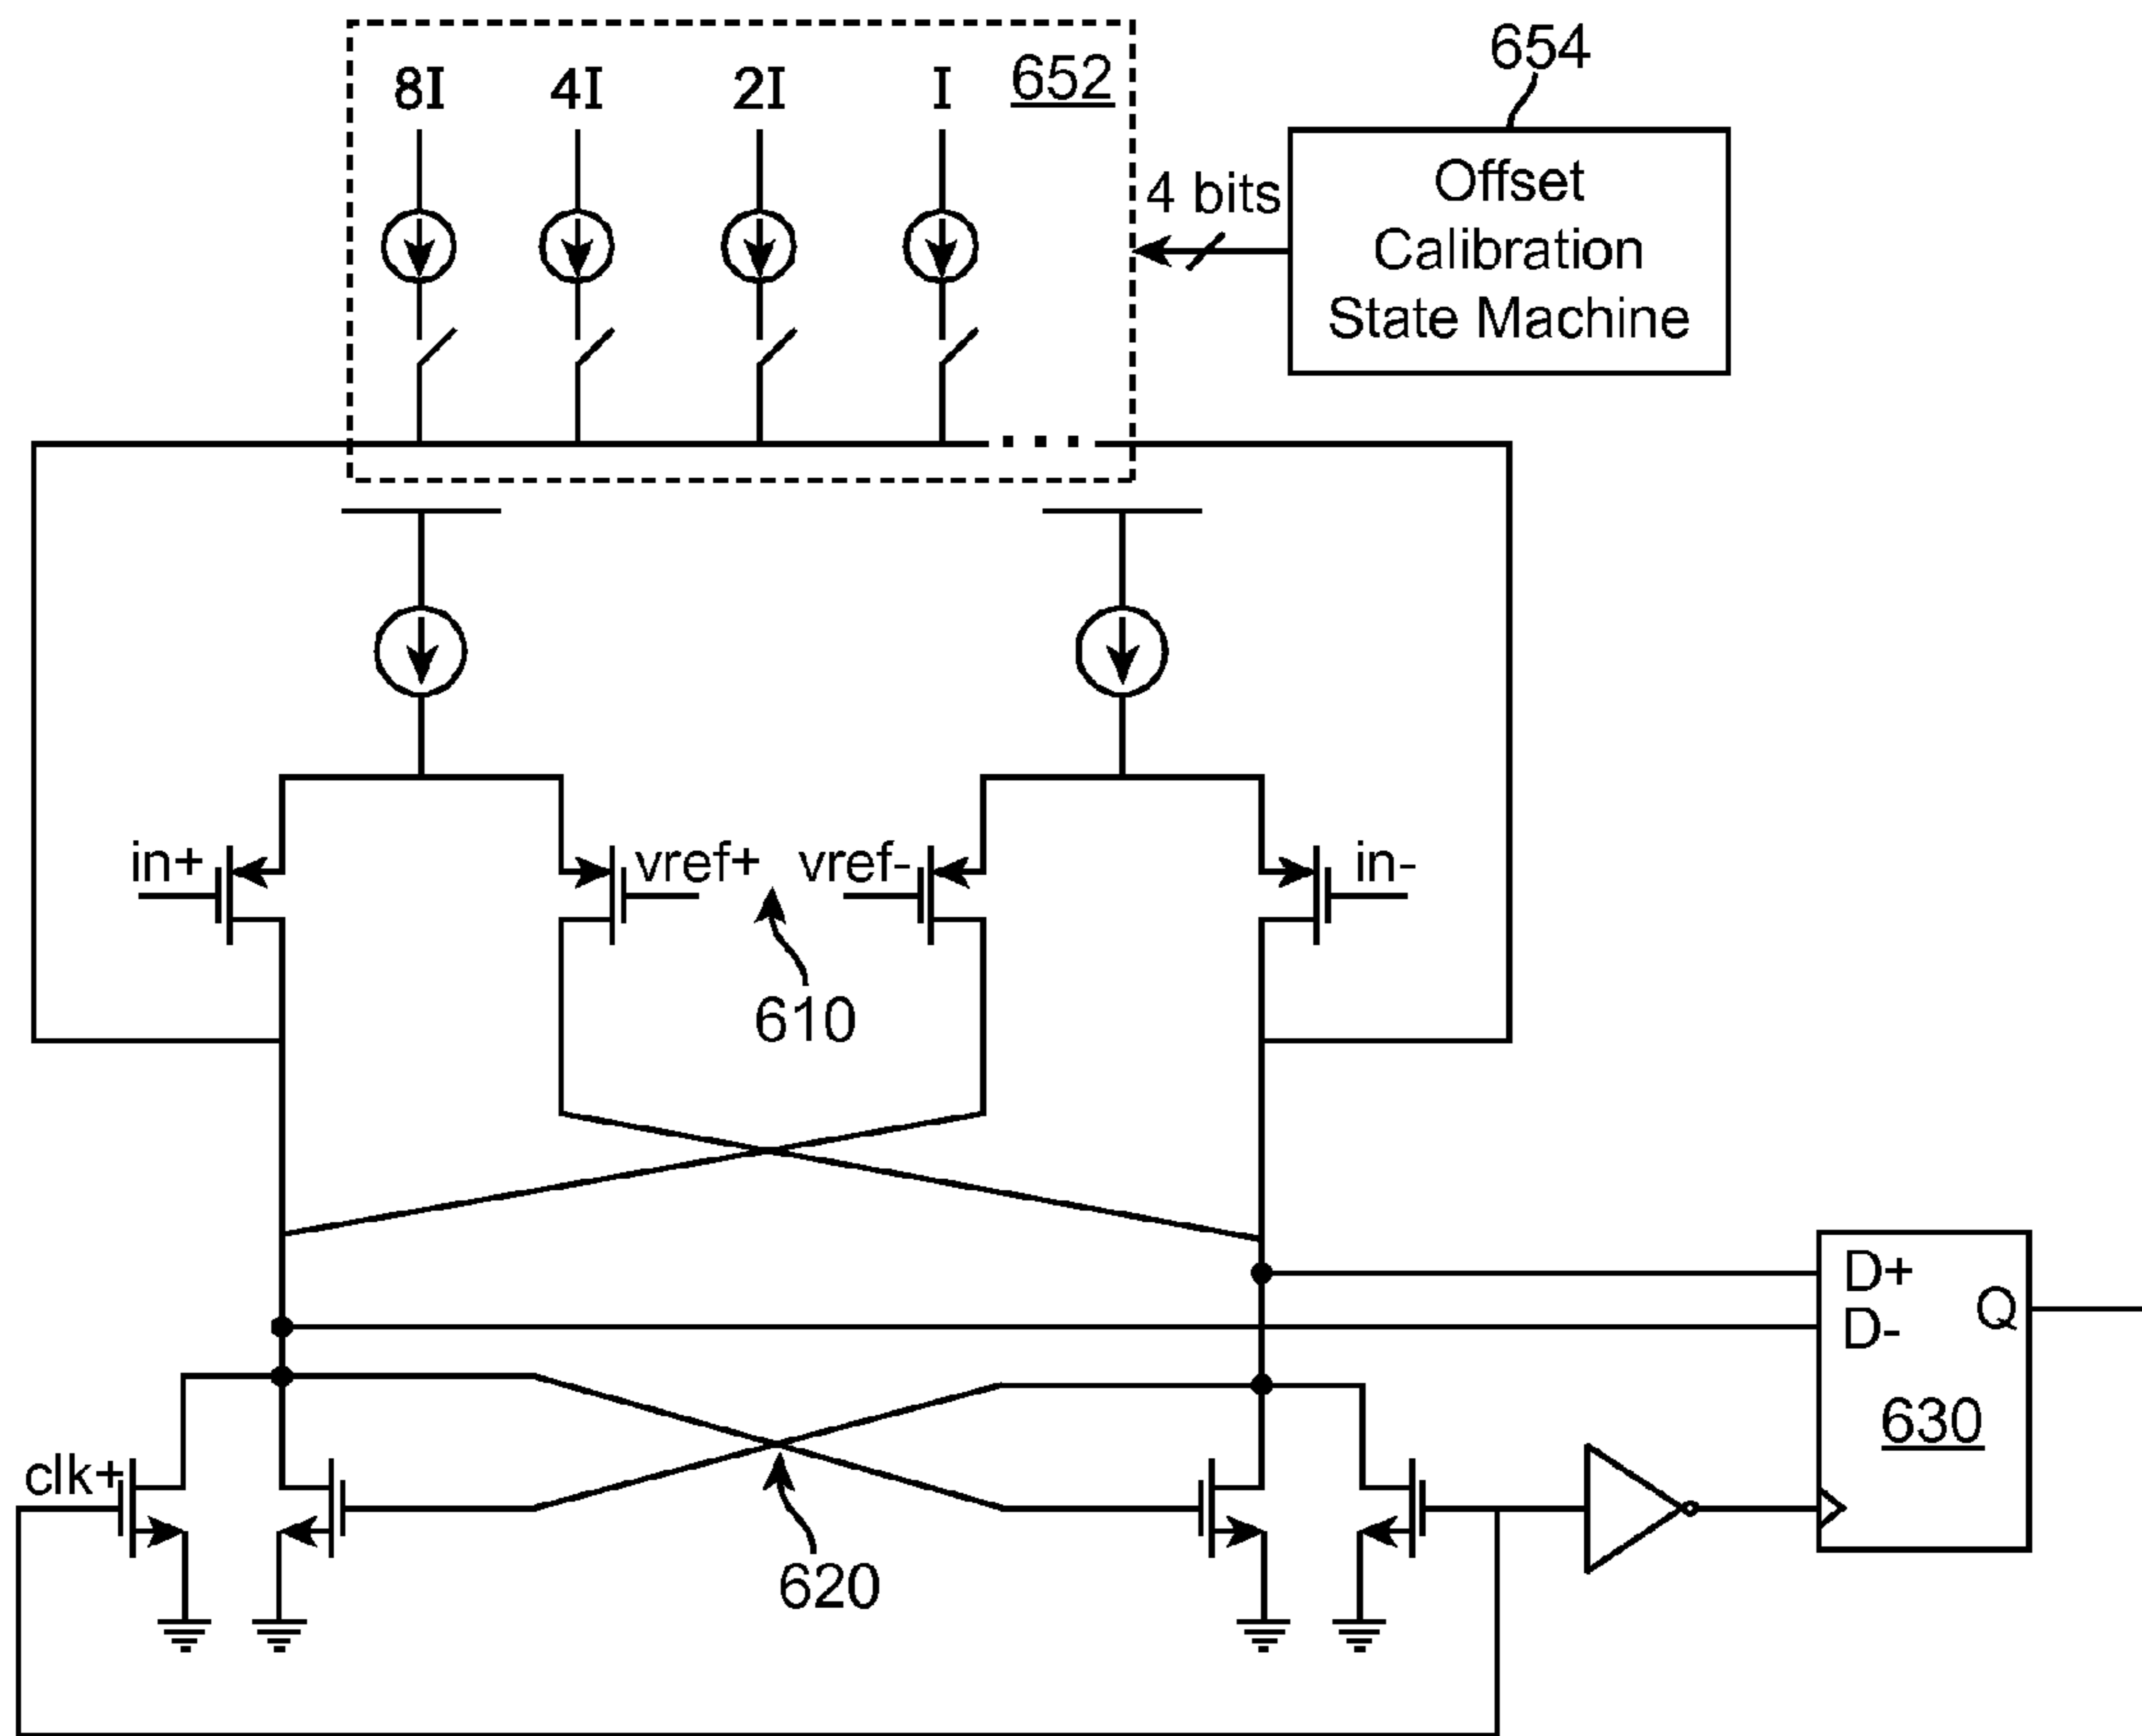 8I
4I
2I
I
652
654
4 bits
Offset
Calibration
State Machine
in+
vref+
vref-
in-
610
D+
D-
Q
630
clk+
620